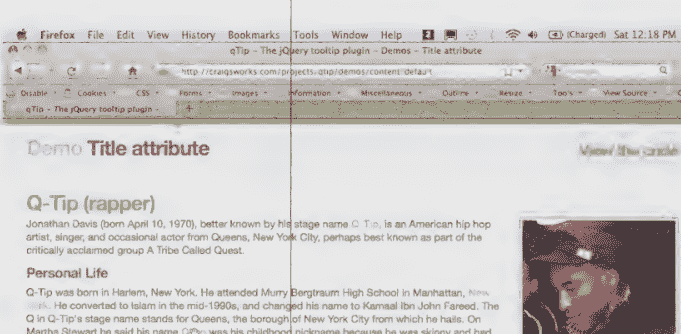 Firefox File Edit View History Bookmarks Tools Window Help (Charged) Sat 12:18 PM
qTip - The jQuery tooltip plugin - Demos - Title attribute
http://craigsworks.com/projects/qtip/demos/content/default
Disable Cookies CSS Forms Images Information Miscellaneous Outline Resize Tools View Source
qTip - The jQuery tooltip plugin -
Demo Title attribute
Q-Tip (rapper)
Jonathan Davis (born April 10, 1970), better known by his stage name Q-Tip, is an American hip hop
artist, singer, and occasional actor from Queens, New York City, perhaps best known as part of the
critically acclaimed group A Tribe Called Quest.
Personal Life
Q-Tip was born in Harlem, New York. He attended Murry Bergtraum High School in Manhattan, New
York. He converted to Islam in the mid-1990s, and changed his name to Kamaal Ibn John Fareed. The
Q in Q-Tip's stage name stands for Queens, the borough of New York City from which he hails. On
Martha Stewart he said his name was his childhood nickname because he was skinny and had